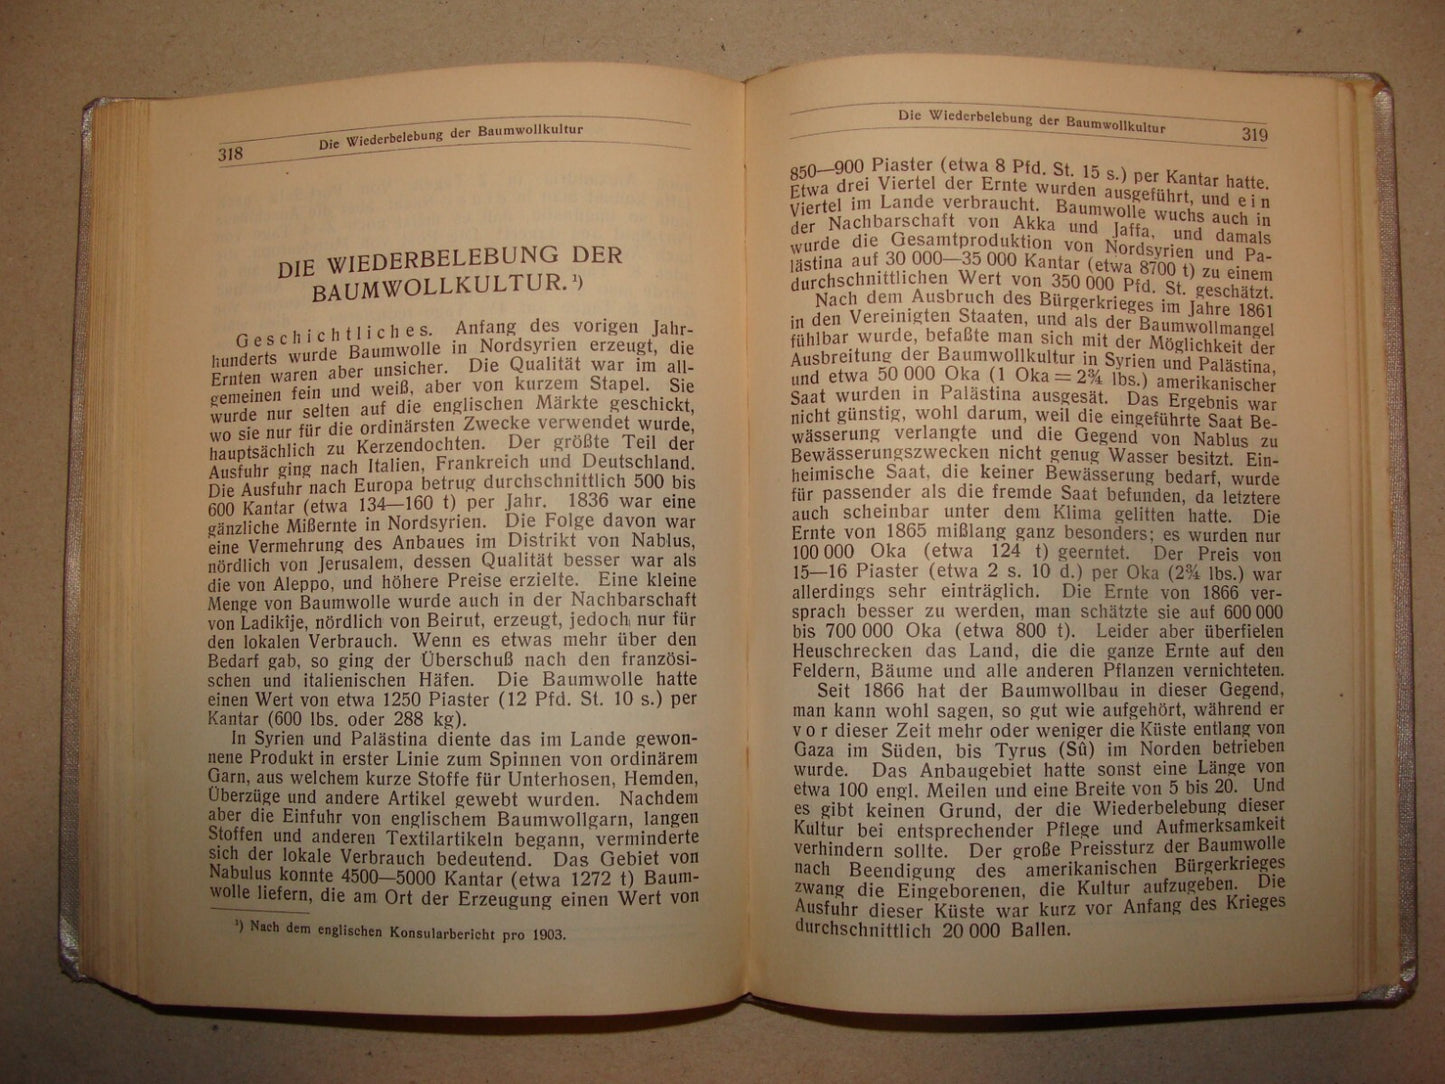 318
Die Wiederbelebung der Baumwollkultur
DIE WIEDERBELEBUNG DER
BAUMWOLLKULTUR.¹)
Geschichtliches. Anfang des vorigen Jahr-
hunderts wurde Baumwolle in Nordsyrien erzeugt, die
Ernten waren aber unsicher. Die Qualität war im all-
gemeinen fein und weiß, aber von kurzem Stapel. Sie
wurde nur selten auf die englischen Märkte geschickt,
wo sie nur für die ordinärsten Zwecke verwendet wurde,
hauptsächlich zu Kerzendochten. Der größte Teil der
Ausfuhr ging nach Italien, Frankreich und Deutschland.
Die Ausfuhr nach Europa betrug durchschnittlich 500 bis
600 Kantar (etwa 134—160 t) per Jahr. 1836 war eine
gänzliche Mißernte in Nordsyrien. Die Folge davon war
eine Vermehrung des Anbaues im Distrikt von Nablus,
nördlich von Jerusalem, dessen Qualität besser war als
die von Aleppo, und höhere Preise erzielte. Eine kleine
Menge von Baumwolle wurde auch in der Nachbarschaft
von Ladikîje, nördlich von Beirut, erzeugt, jedoch nur für
den lokalen Verbrauch. Wenn es etwas mehr über den
Bedarf gab, so ging der Überschuß nach den französi-
schen und italienischen Häfen. Die Baumwolle hatte
einen Wert von etwa 1250 Piaster (12 Pfd. St. 10 s.) per
Kantar (600 lbs. oder 288 kg).
In Syrien und Palästina diente das im Lande gewon-
nene Produkt in erster Linie zum Spinnen von ordinärem
Garn, aus welchem kurze Stoffe für Unterhosen, Hemden,
Überzüge und andere Artikel gewebt wurden. Nachdem
aber die Einfuhr von englischem Baumwollgarn, langen
Stoffen und anderen Textilartikeln begann, verminderte
sich der lokale Verbrauch bedeutend. Das Gebiet von
Nabulus konnte 4500—5000 Kantar (etwa 1272 t) Baum-
wolle liefern, die am Ort der Erzeugung einen Wert von
¹) Nach dem englischen Konsularbericht pro 1903.
Die Wiederbelebung der Baumwollkultur
319
850—900 Piaster (etwa 8 Pfd. St. 15 s.) per Kantar hatte.
Etwa drei Viertel der Ernte wurden ausgeführt, und ein
Viertel im Lande verbraucht. Baumwolle wuchs auch in
der Nachbarschaft von Akka und Jaffa, und damals
wurde die Gesamtproduktion von Nordsyrien und Pa-
lästina auf 30 000—35 000 Kantar (etwa 8700 t) zu einem
durchschnittlichen Wert von 350 000 Pfd. St. geschätzt.
Nach dem Ausbruch des Bürgerkrieges im Jahre 1861
in den Vereinigten Staaten, und als der Baumwollmangel
fühlbar wurde, befaßte man sich mit der Möglichkeit der
Ausbreitung der Baumwollkultur in Syrien und Palästina,
und etwa 50 000 Oka (1 Oka = 2¾ lbs.) amerikanischer
Saat wurden in Palästina ausgesät. Das Ergebnis war
nicht günstig, wohl darum, weil die eingeführte Saat Be-
wässerung verlangte und die Gegend von Nablus zu
Bewässerungszwecken nicht genug Wasser besitzt. Ein-
heimische Saat, die keiner Bewässerung bedarf, wurde
für passender als die fremde Saat befunden, da letztere
auch scheinbar unter dem Klima gelitten hatte. Die
Ernte von 1865 mißlang ganz besonders; es wurden nur
100 000 Oka (etwa 124 t) geerntet. Der Preis von
15—16 Piaster (etwa 2 s. 10 d.) per Oka (2¾ lbs.) war
allerdings sehr einträglich. Die Ernte von 1866 ver-
sprach besser zu werden, man schätzte sie auf 600 000
bis 700 000 Oka (etwa 800 t). Leider aber überfielen
Heuschrecken das Land, die die ganze Ernte auf den
Feldern, Bäume und alle anderen Pflanzen vernichteten.
Seit 1866 hat der Baumwollbau in dieser Gegend,
man kann wohl sagen, so gut wie aufgehört, während er
vor dieser Zeit mehr oder weniger die Küste entlang von
Gaza im Süden, bis Tyrus (Sû) im Norden betrieben
wurde. Das Anbaugebiet hatte sonst eine Länge von
etwa 100 engl. Meilen und eine Breite von 5 bis 20. Und
es gibt keinen Grund, der die Wiederbelebung dieser
Kultur bei entsprechender Pflege und Aufmerksamkeit
verhindern sollte. Der große Preissturz der Baumwolle
nach Beendigung des amerikanischen Bürgerkrieges
zwang die Eingeborenen, die Kultur aufzugeben. Die
Ausfuhr dieser Küste war kurz vor Anfang des Krieges
durchschnittlich 20 000 Ballen.